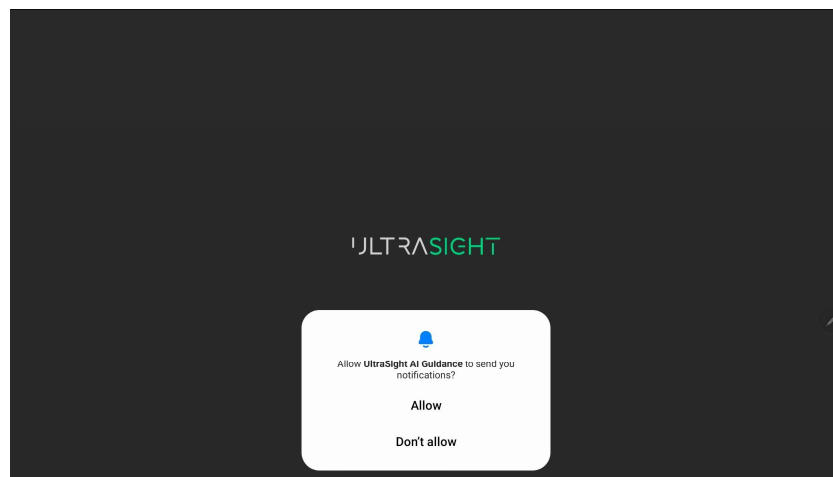 ULTRASIGHT
Allow UltraSight AI Guidance to send you
notifications?
Allow
Don't allow